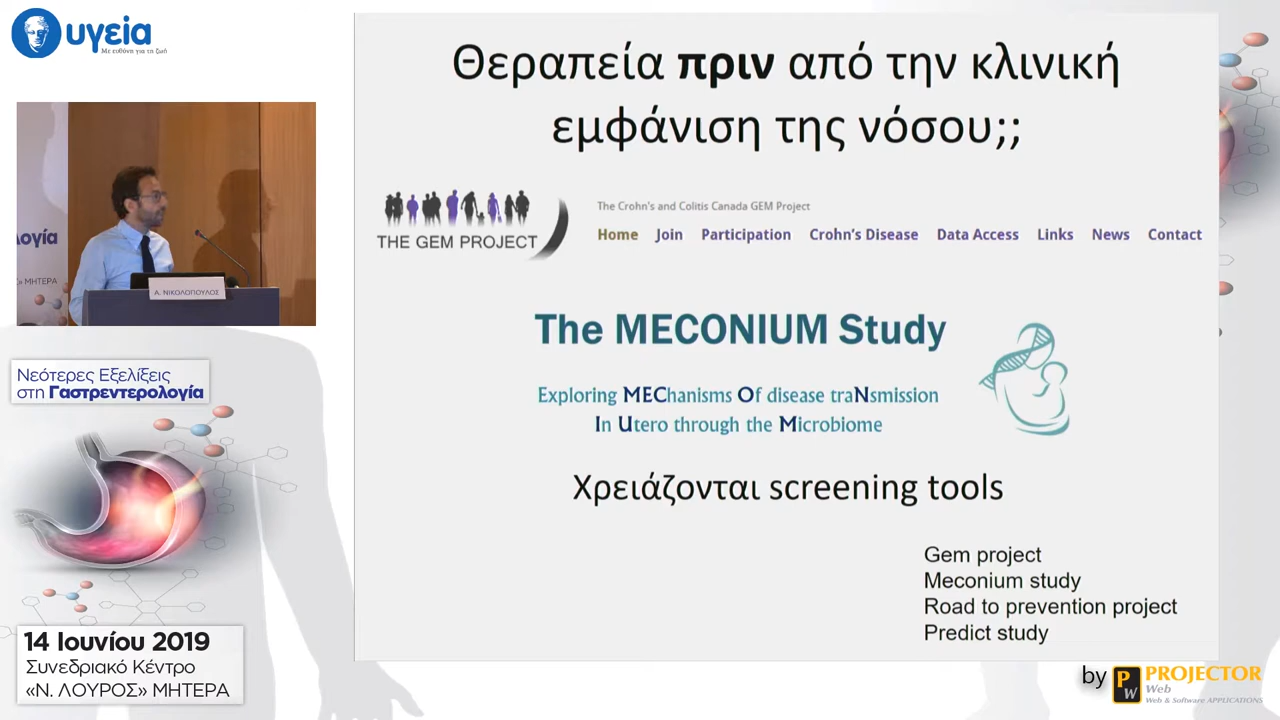 υγεία
Με ευθύνη για τη ζωή
λογία
» ΜΗΤΕΡΑ
Α. ΝΙΚΟΛΟΠΟΥΛΟΣ
Νεότερες Εξελίξεις
στη Γαστρεντερολογία
14 Ιουνίου 2019
Συνεδριακό Κέντρο
«Ν. ΛΟΥΡΟΣ» ΜΗΤΕΡΑ
Θεραπεία πριν από την κλινική
εμφάνιση της νόσου;;
THE GEM PROJECT
The Crohn's and Colitis Canada GEM Project
Home Join Participation Crohn's Disease Data Access Links News Contact
The MECONIUM Study
Exploring MEChanisms Of disease traNsmission
In Utero through the Microbiome
Χρειάζονται screening tools
Gem project
Meconium study
Road to prevention project
Predict study
by PW PROJECTOR
Web
Web & Software APPLICATIONS